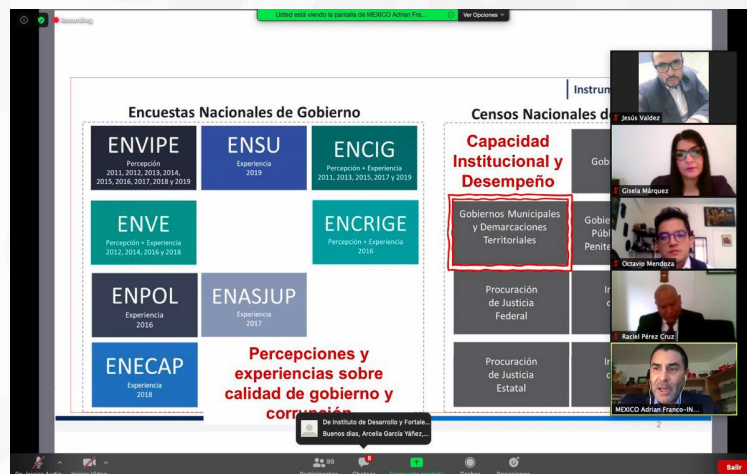 Recording
Usted está viendo la pantalla de MEXICO Adrian Fra...
Ver Opciones
Instrum
Encuestas Nacionales de Gobierno
ENVIPE
Percepción
2011, 2012, 2013, 2014,
2015, 2016, 2017, 2018 y 2019
ENSU
Experiencia
2019
ENCIG
Percepción + Experiencia
2011, 2013, 2015, 2017 y 2019
ENVE
Percepción + Experiencia
2012, 2014, 2016 y 2018
ENCRIGE
Percepción + Experiencia
2016
ENPOL
Experiencia
2016
ENASJUP
Experiencia
2017
ENECAP
Experiencia
2018
Percepciones y
experiencias sobre
calidad de gobierno y
corrupción
Censos Nacionales d
Capacidad
Institucional y
Desempeño
Gob
Gobiernos Municipales
y Demarcaciones
Territoriales
Gobie
Públ
Penite
Procuración
de Justicia
Federal
Procuración
de Justicia
Estatal
2
Jesús Valdez
Gisela Márquez
Octavio Mendoza
Raciel Pérez Cruz
MEXICO Adrian Franco-IN...
De Instituto de Desarrollo y Fortale...
Buenos días, Arcelia García Yáñez,...
99
6
Salir